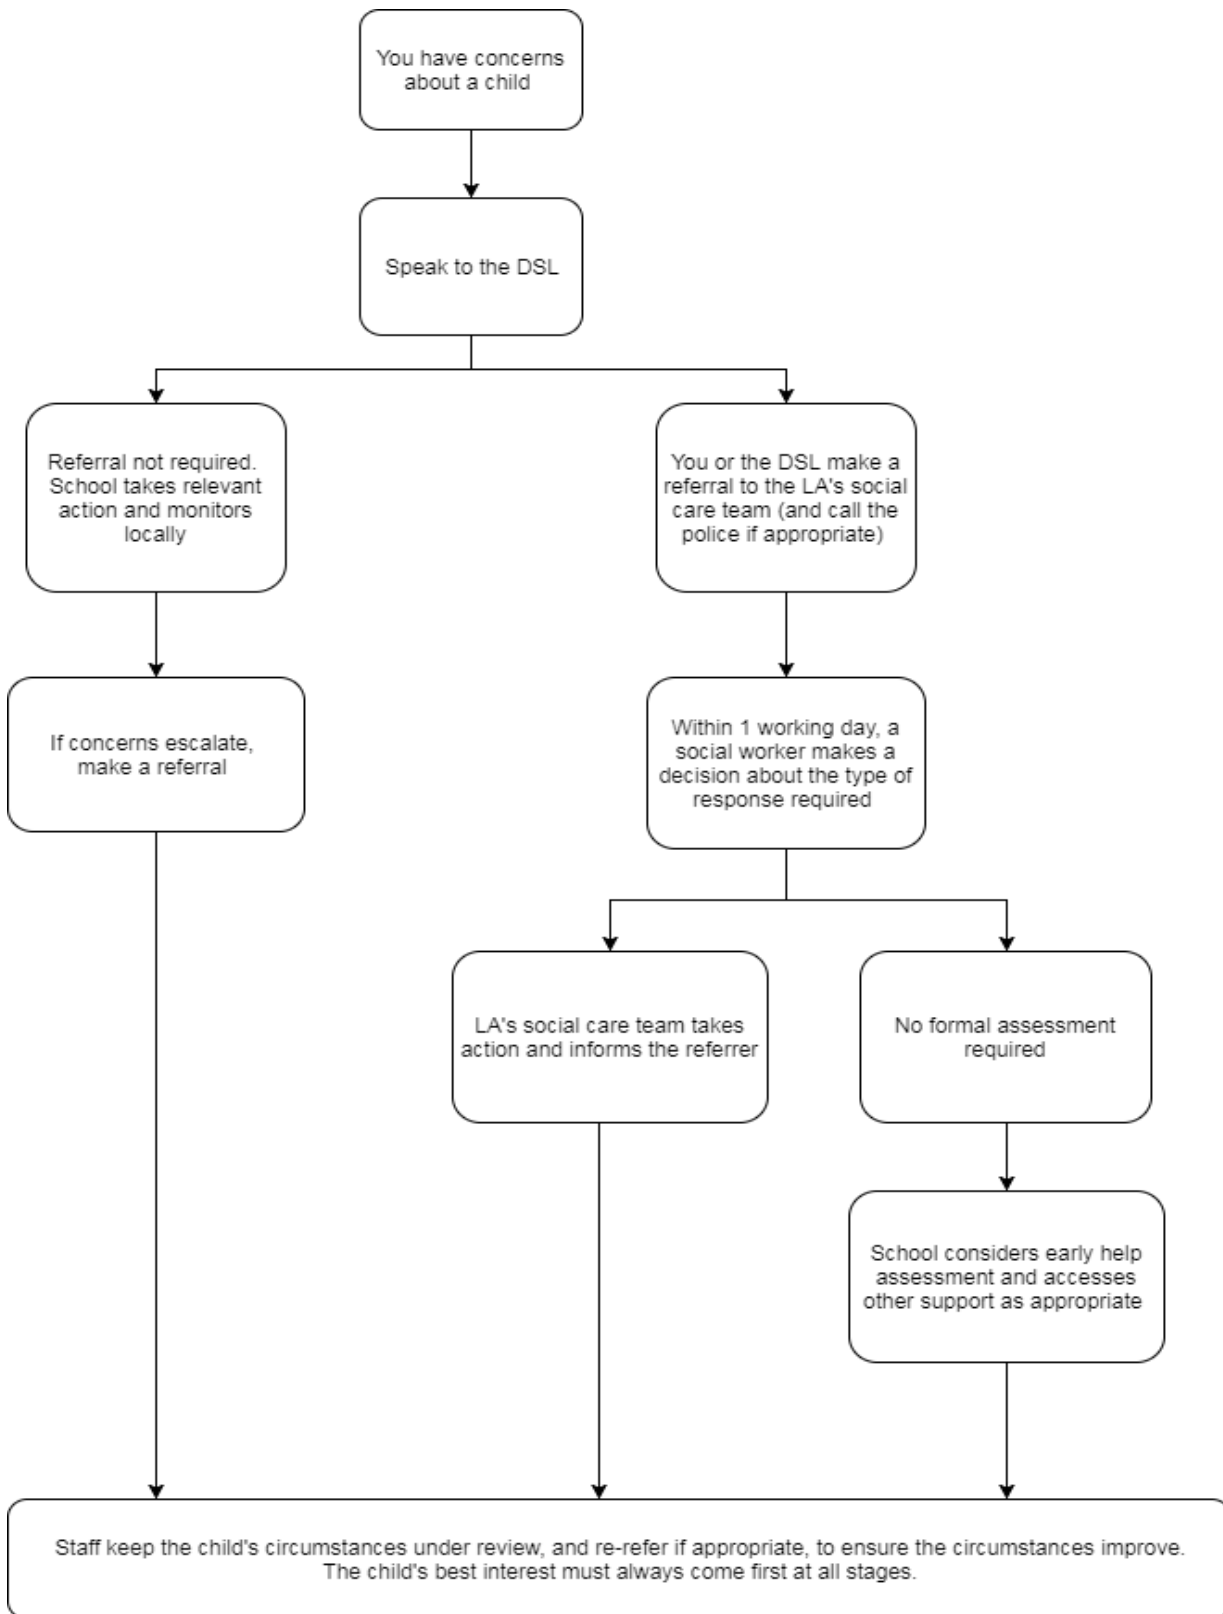 You have concerns
about a child
Speak to the DSL
Referral not required.
School takes relevant
action and monitors
locally
You or the DSL make a
referral to the LA's social
care team (and call the
police if appropriate)
If concerns escalate,
make a referral
Within 1 working day, a
social worker makes a
decision about the type of
response required
LA's social care team takes
action and informs the referrer
No formal assessment
required
School considers early help
assessment and accesses
other support as appropriate
Staff keep the child's circumstances under review, and re-refer if appropriate, to ensure the circumstances improve.
The child's best interest must always come first at all stages.